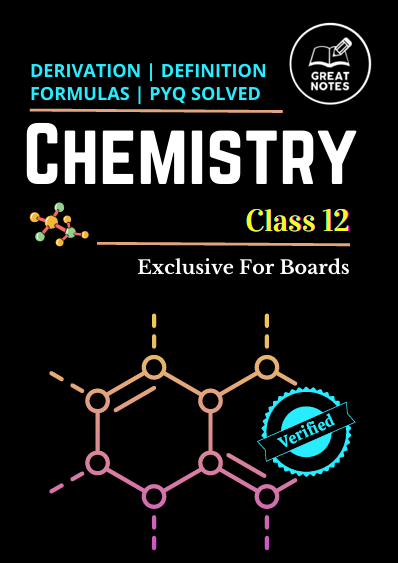 GREAT
NOTES
DERIVATION | DEFINITION
FORMULAS | PYQ SOLVED
CHEMISTRY
Class 12
Exclusive For Boards
Verified